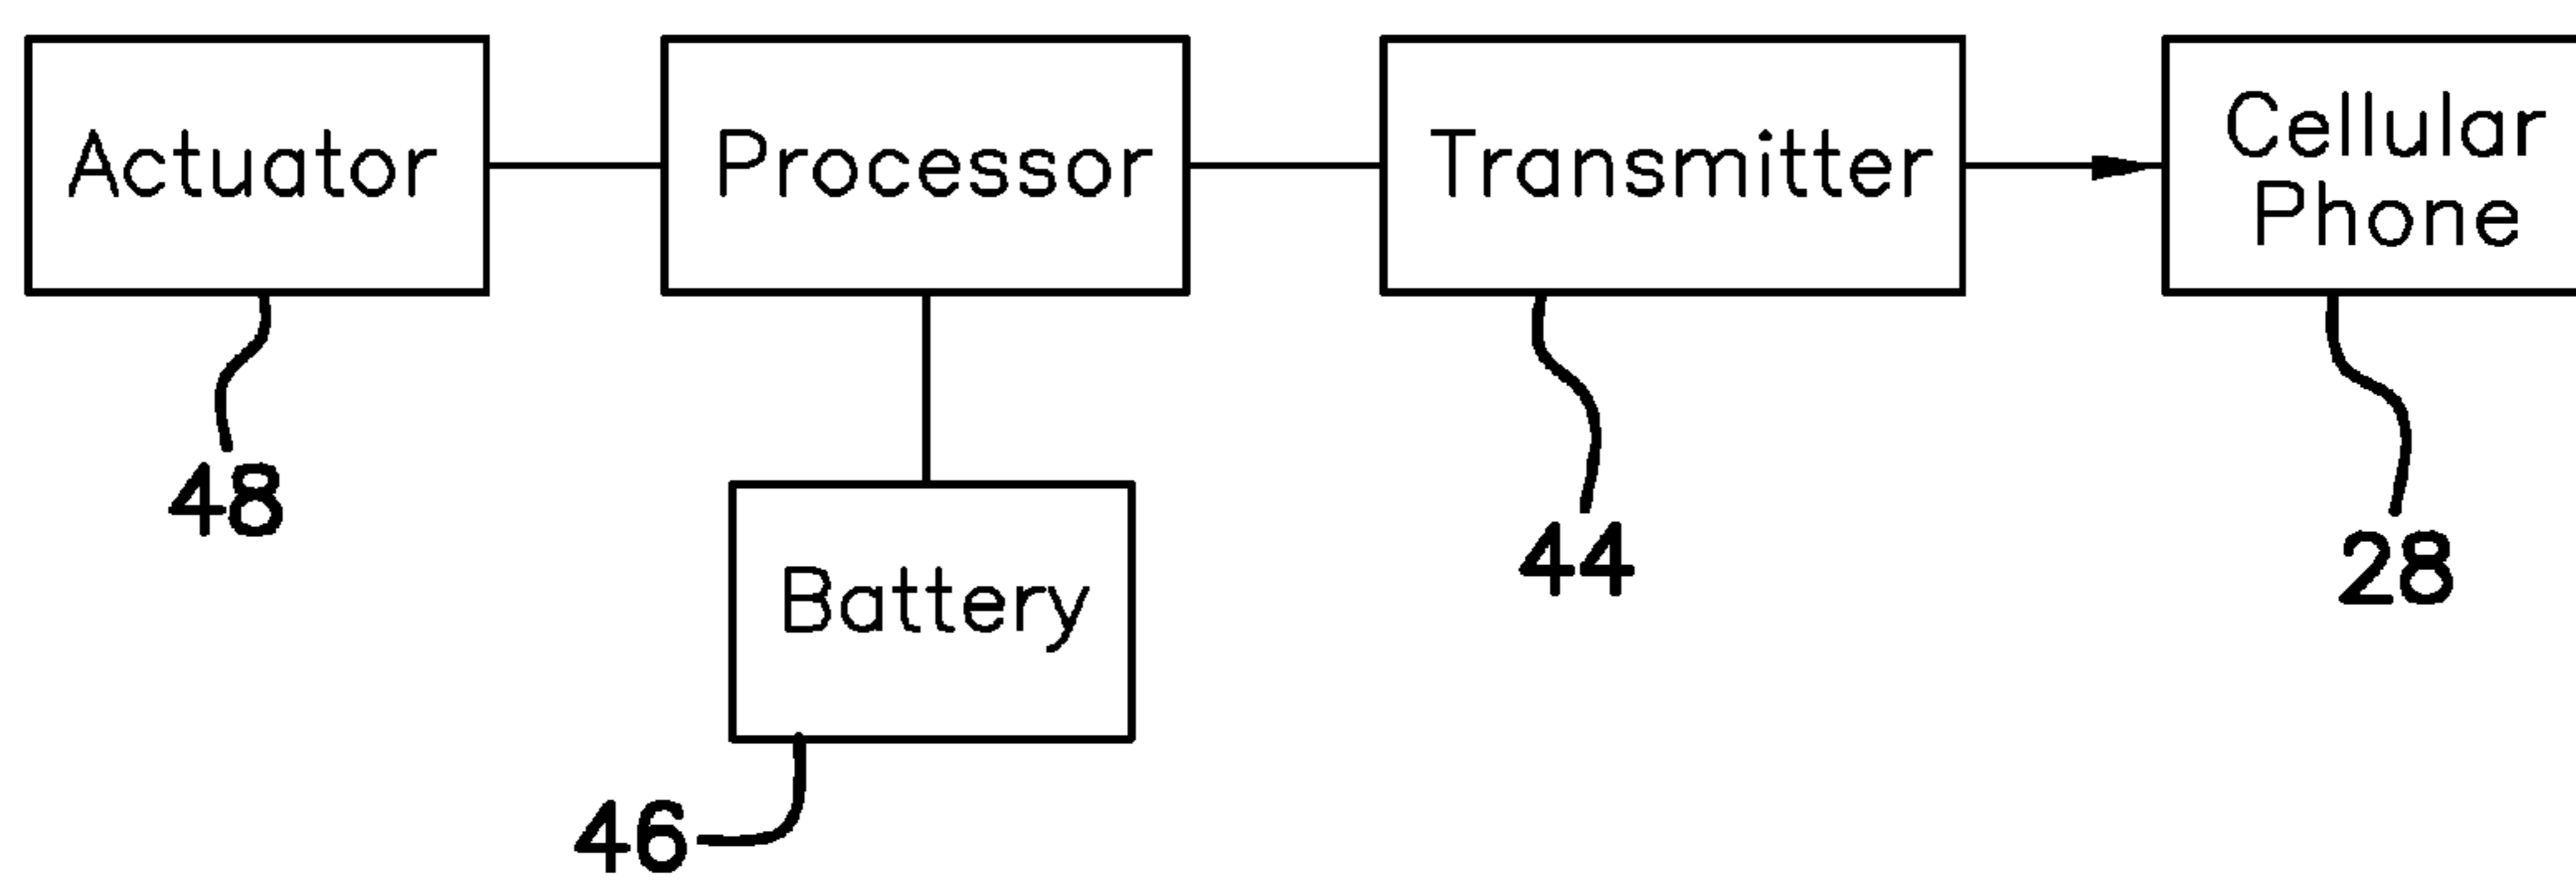 Actuator
Processor
Transmitter
Cellular
Phone
48
Battery
44
28
46